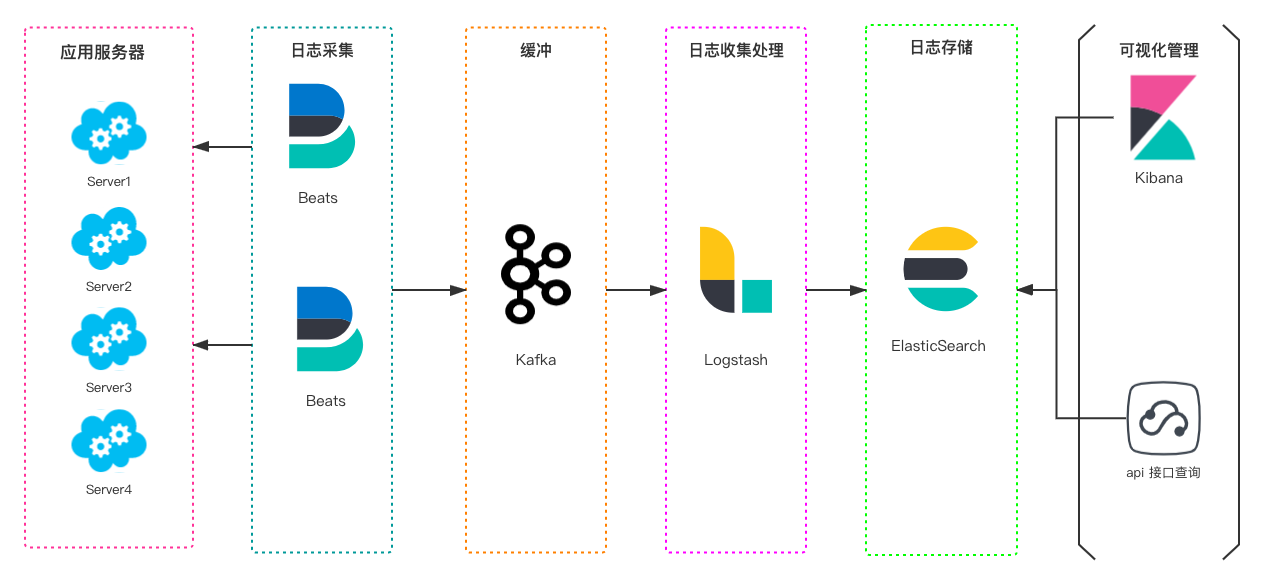 应用服务器
Server1
Server2
Server3
Server4
日志采集
Beats
Beats
缓冲
Kafka
日志收集处理
Logstash
日志存储
ElasticSearch
可视化管理
Kibana
api 接口查询